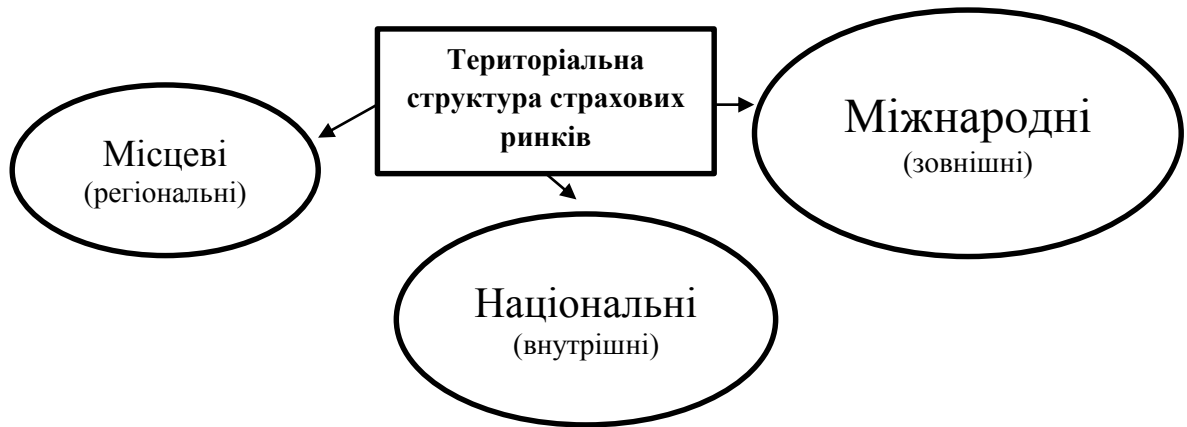 Територіальна
структура страхових
ринків
Місцеві
(регіональні)
Міжнародні
(зовнішні)
Національні
(внутрішні)